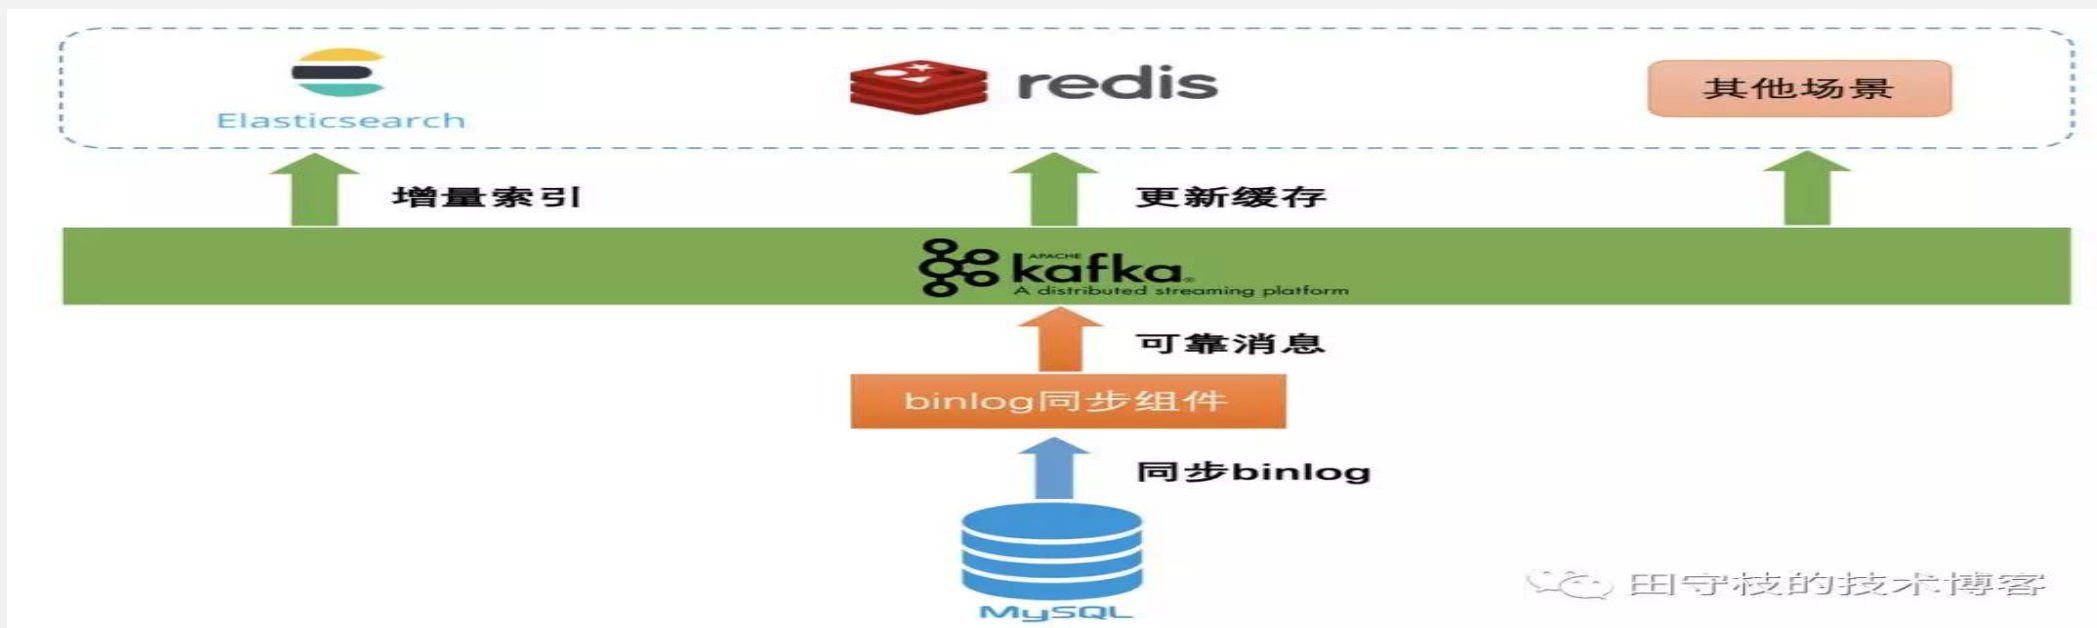 Elasticsearch
redis
其他场景
增量索引
更新缓存
APACHE
kafka
A distributed streaming platform
可靠消息
binlog同步组件
同步binlog
MySQL
田守枝的技术博客